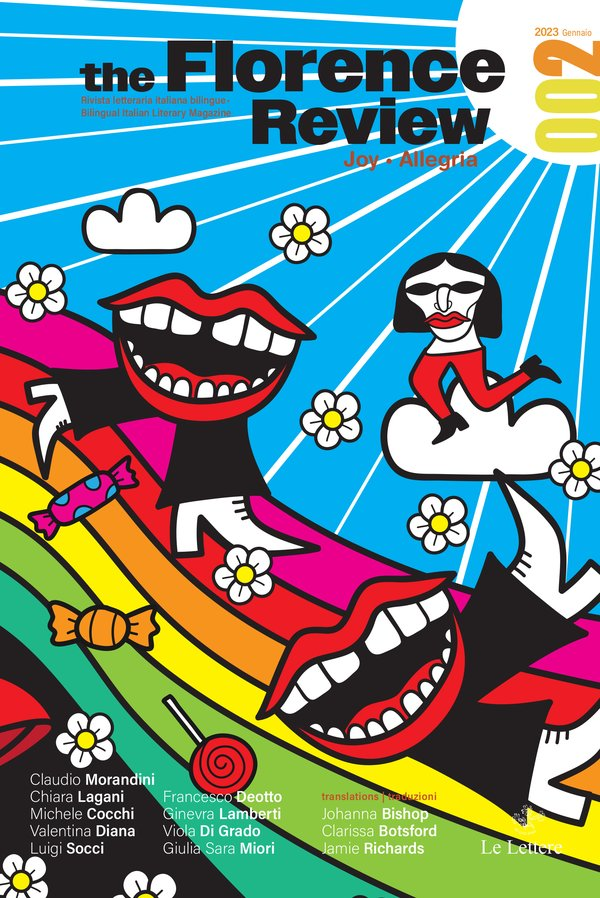 2023 Gennaio
002
the Florence
Rivista letteraria italiana bilingue •
Bilingual Italian Literary Magazine
Review
Joy • Allegria
Claudio Morandini
Chiara Lagani
Michele Cocchi
Valentina Diana
Luigi Socci
Francesco Deotto
Ginevra Lamberti
Viola Di Grado
Giulia Sara Miori
translations | traduzioni
Johanna Bishop
Clarissa Botsford
Jamie Richards
Le Lettere